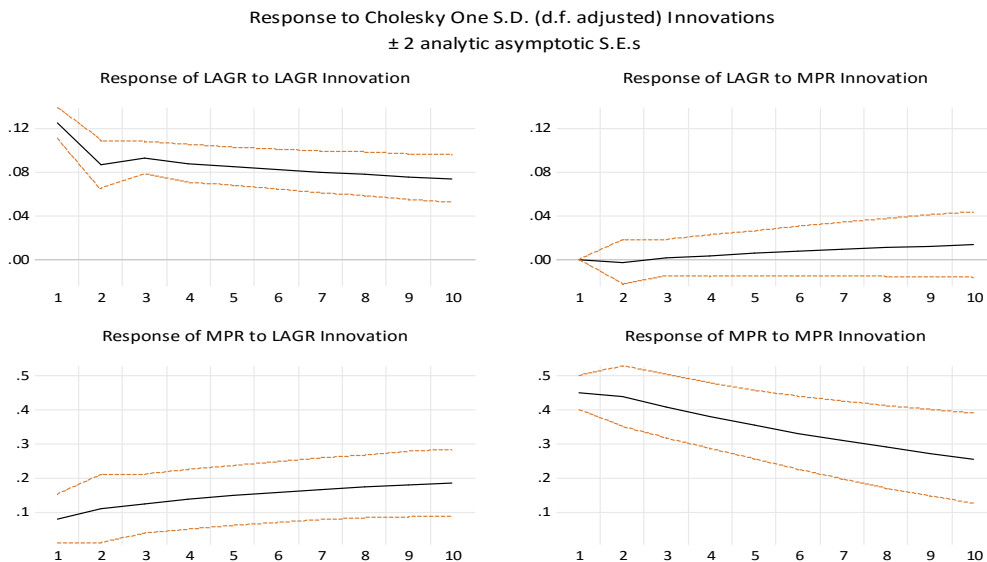 Response to Cholesky One S.D. (d.f. adjusted) Innovations
± 2 analytic asymptotic S.E.s
Response of LAGR to LAGR Innovation
.12
.08
.04
.00
1 2 3 4 5 6 7 8 9 10
Response of LAGR to MPR Innovation
.12
.08
.04
.00
1 2 3 4 5 6 7 8 9 10
Response of MPR to LAGR Innovation
.5
.4
.3
.2
.1
1 2 3 4 5 6 7 8 9 10
Response of MPR to MPR Innovation
.5
.4
.3
.2
.1
1 2 3 4 5 6 7 8 9 10